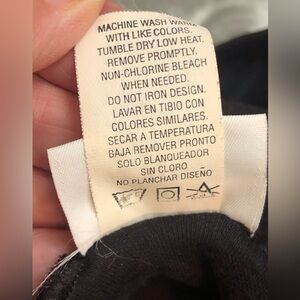 MACHINE WASH WARM
WITH LIKE COLORS.
TUMBLE DRY LOW HEAT.
REMOVE PROMPTLY.
NON-CHLORINE BLEACH
WHEN NEEDED.
DO NOT IRON DESIGN.
LAVAR EN TIBIO CON
COLORES SIMILARES.
SECAR A TEMPERATURA
BAJA REMOVER PRONTO
SOLO BLANQUEADOR
SIN CLORO
NO PLANCHAR DISEÑO